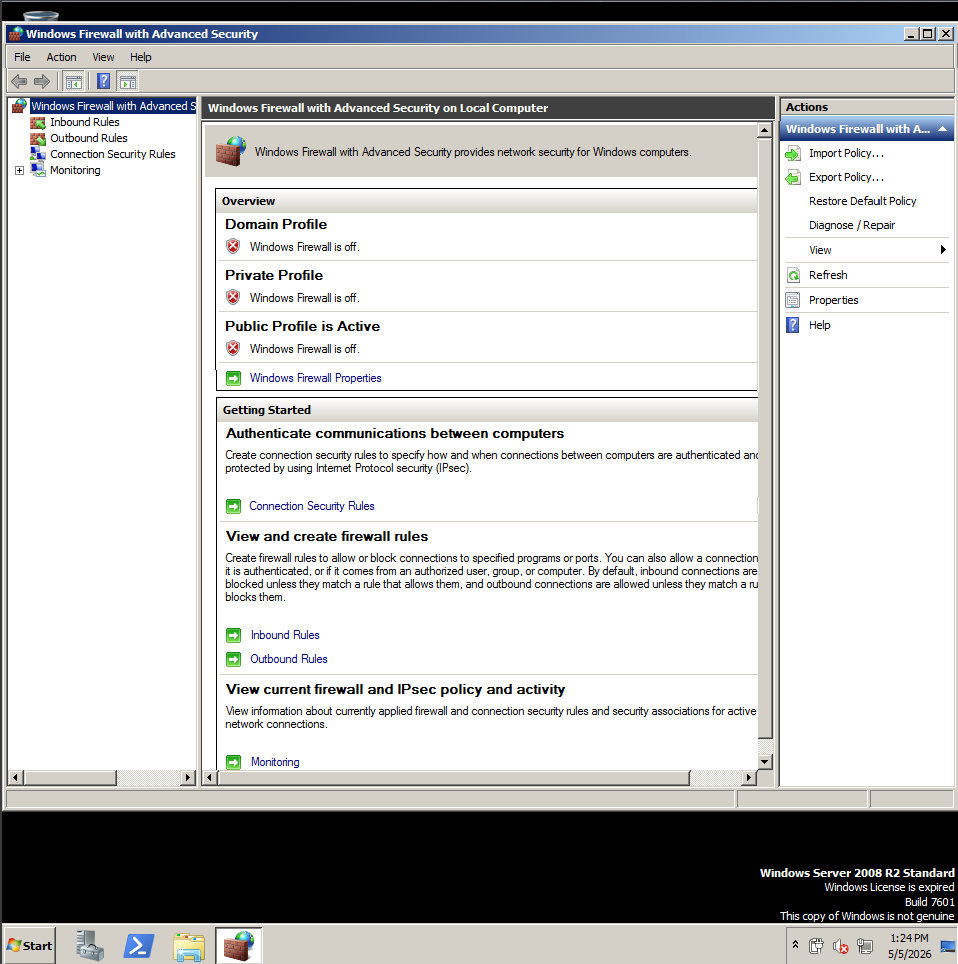 Windows Firewall with Advanced Security
File Action View Help
Windows Firewall with Advanced S
Inbound Rules
Outbound Rules
Connection Security Rules
Monitoring
Windows Firewall with Advanced Security on Local Computer
Windows Firewall with Advanced Security provides network security for Windows computers.
Overview
Domain Profile
Windows Firewall is off.
Private Profile
Windows Firewall is off.
Public Profile is Active
Windows Firewall is off.
Windows Firewall Properties
Getting Started
Authenticate communications between computers
Create connection security rules to specify how and when connections between computers are authenticated and
protected by using Internet Protocol security (IPsec).
Connection Security Rules
View and create firewall rules
Create firewall rules to allow or block connections to specified programs or ports. You can also allow a connection
it is authenticated, or if it comes from an authorized user, group, or computer. By default, inbound connections are
blocked unless they match a rule that allows them, and outbound connections are allowed unless they match a ru
blocks them.
Inbound Rules
Outbound Rules
View current firewall and IPsec policy and activity
View information about currently applied firewall and connection security rules and security associations for active
network connections.
Monitoring
Actions
Windows Firewall with A...
Import Policy...
Export Policy...
Restore Default Policy
Diagnose / Repair
View
Refresh
Properties
Help
Windows Server 2008 R2 Standard
Windows License is expired
Build 7601
This copy of Windows is not genuine
Start
1:24 PM
5/5/2026